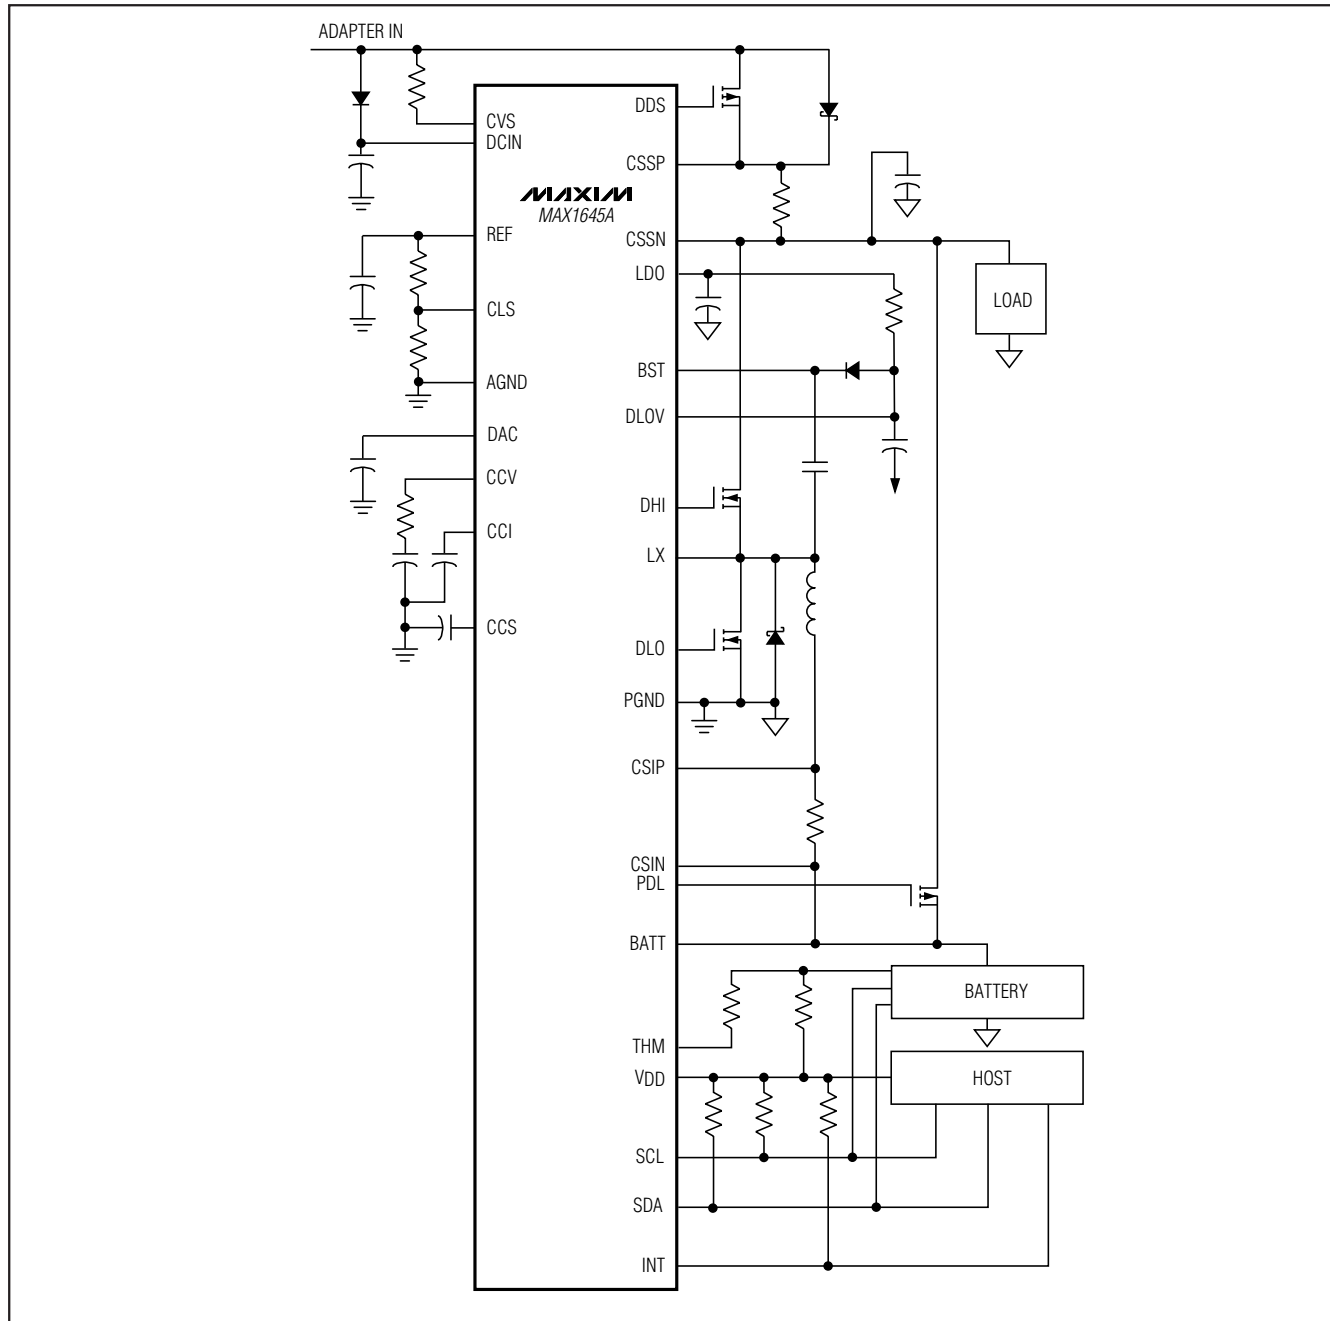 ADAPTER IN
CVS
DCIN
REF
CLS
AGND
DAC
CCV
CCI
CCS
MAXIM
MAX1645A
DDS
CSSP
CSSN
LDO
BST
DLOV
DHI
LX
DLO
PGND
CSIP
CSIN
PDL
BATT
THM
VDD
SCL
SDA
INT
LOAD
BATTERY
HOST